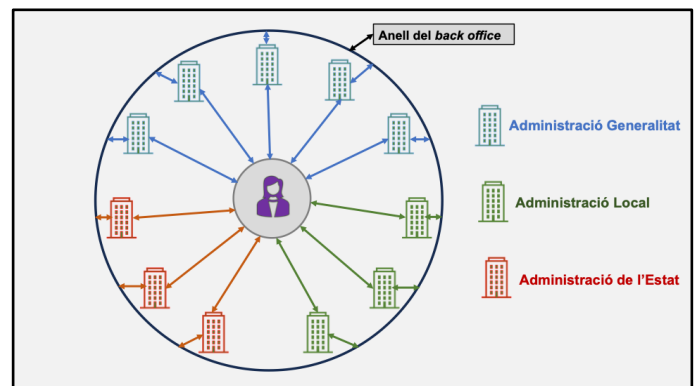 Anell del back office
Administració Generalitat
Administració Local
Administració de l'Estat